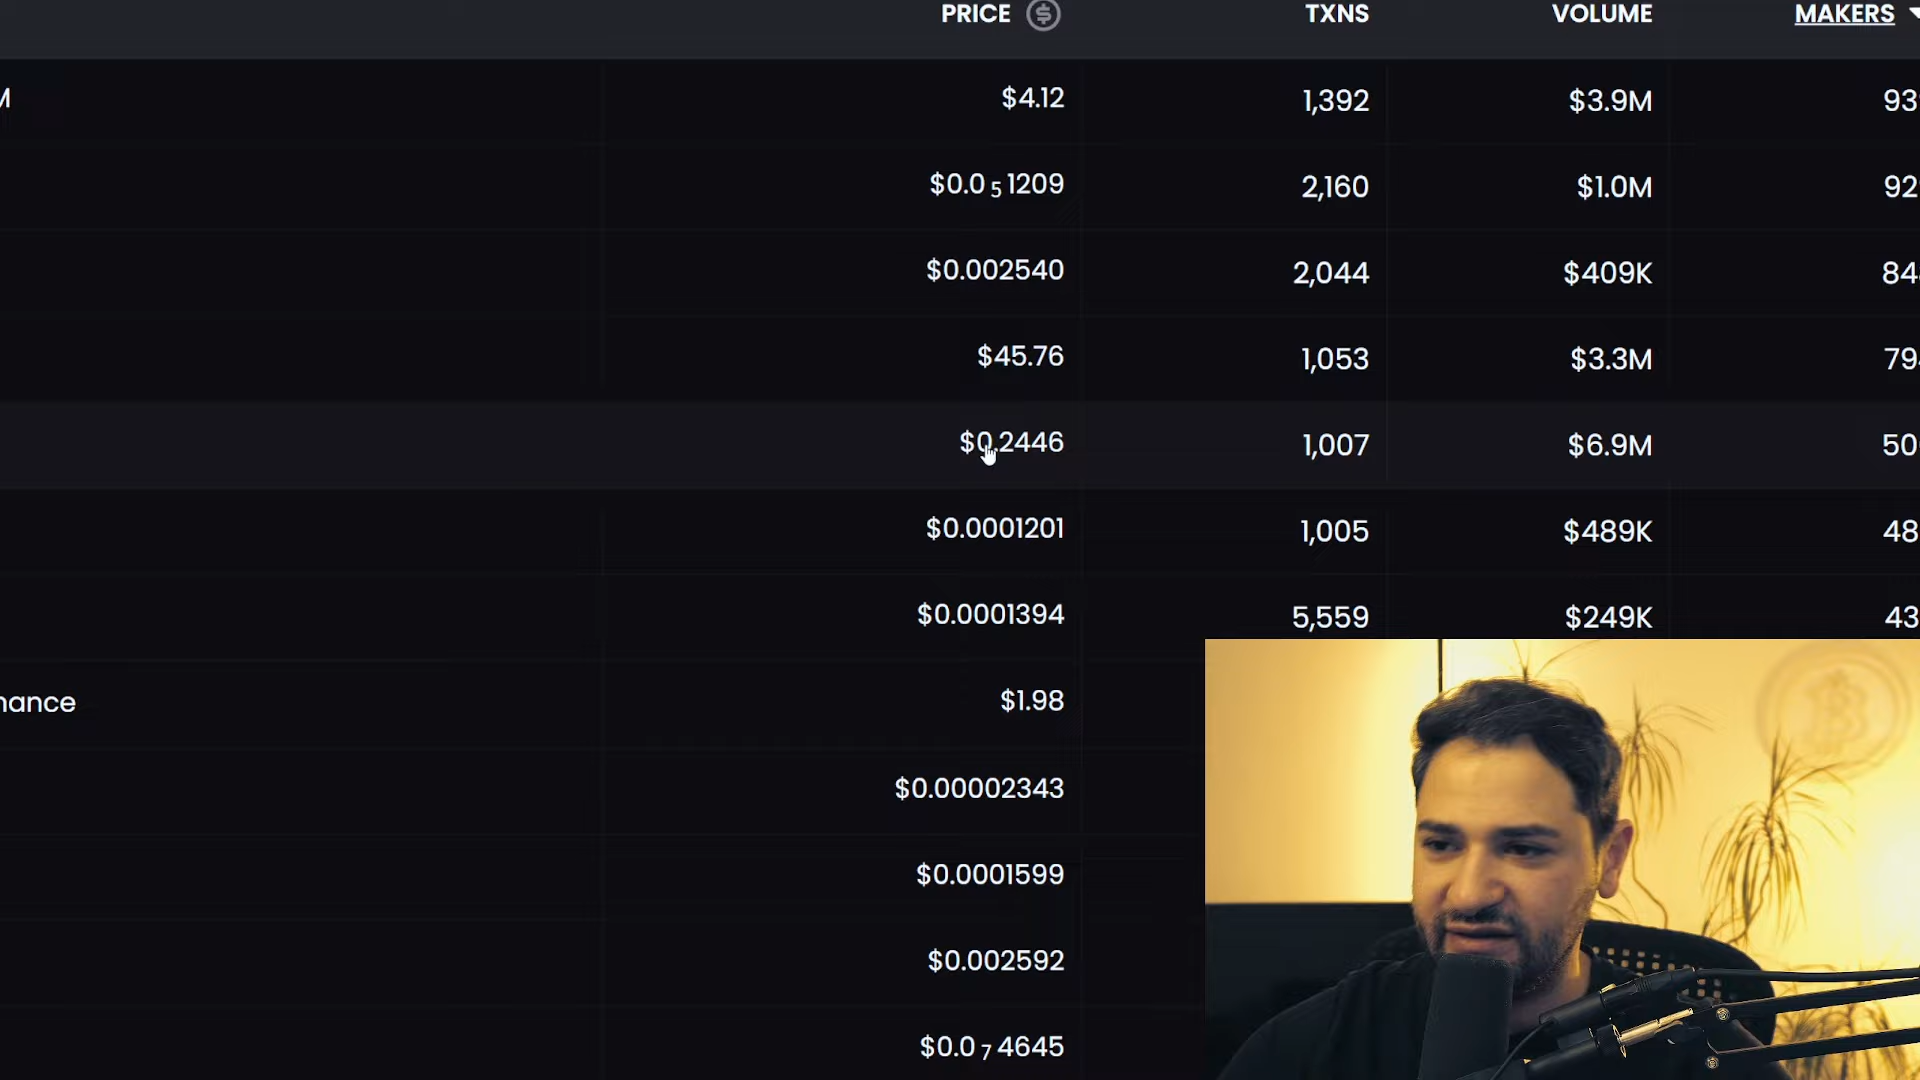 PRICE $ TXNS VOLUME MAKERS
M $4.12 1,392 $3.9M 93
$0.0 5 1209 2,160 $1.0M 92
$0.002540 2,044 $409K 84
$45.76 1,053 $3.3M 79
$0.2446 1,007 $6.9M 50
$0.0001201 1,005 $489K 48
$0.0001394 5,559 $249K 43
nance $1.98
$0.00002343
$0.0001599
$0.002592
$0.0 7 4645